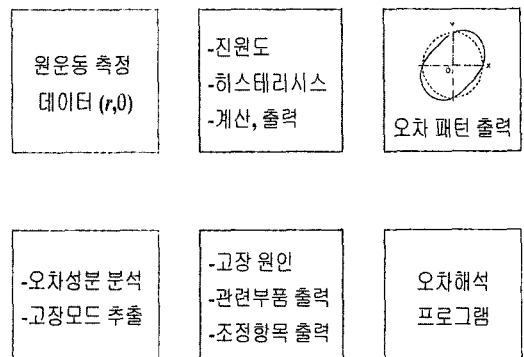 원운동 측정
데이터 (r,0)
-진원도
-히스테리시스
-계산, 출력
Y
0
X
오차 패턴 출력
-오차성분 분석
-고장모드 추출
-고장 원인
-관련부품 출력
-조정항목 출력
오차해석
프로그램